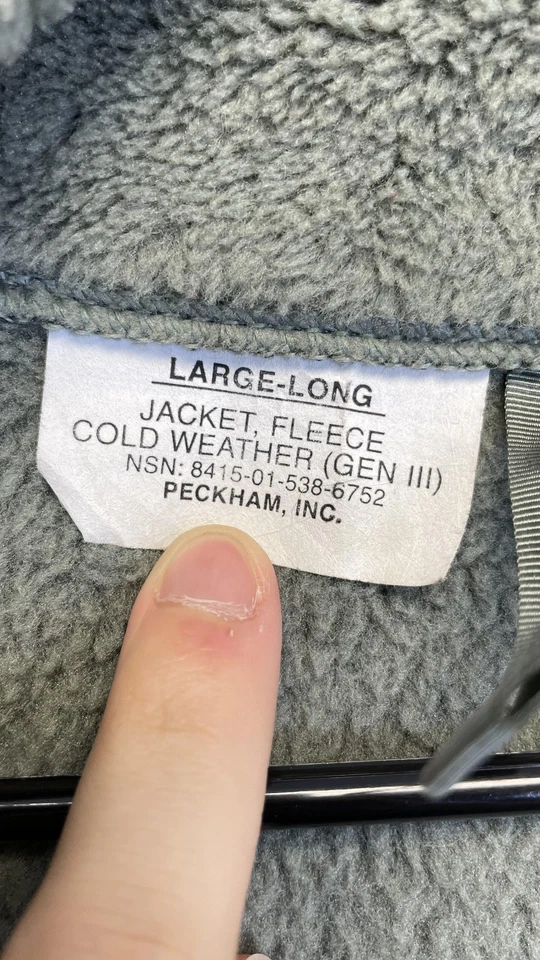 LARGE-LONG
JACKET, FLEECE
COLD WEATHER (GEN III)
NSN: 8415-01-538-6752
PECKHAM, INC.